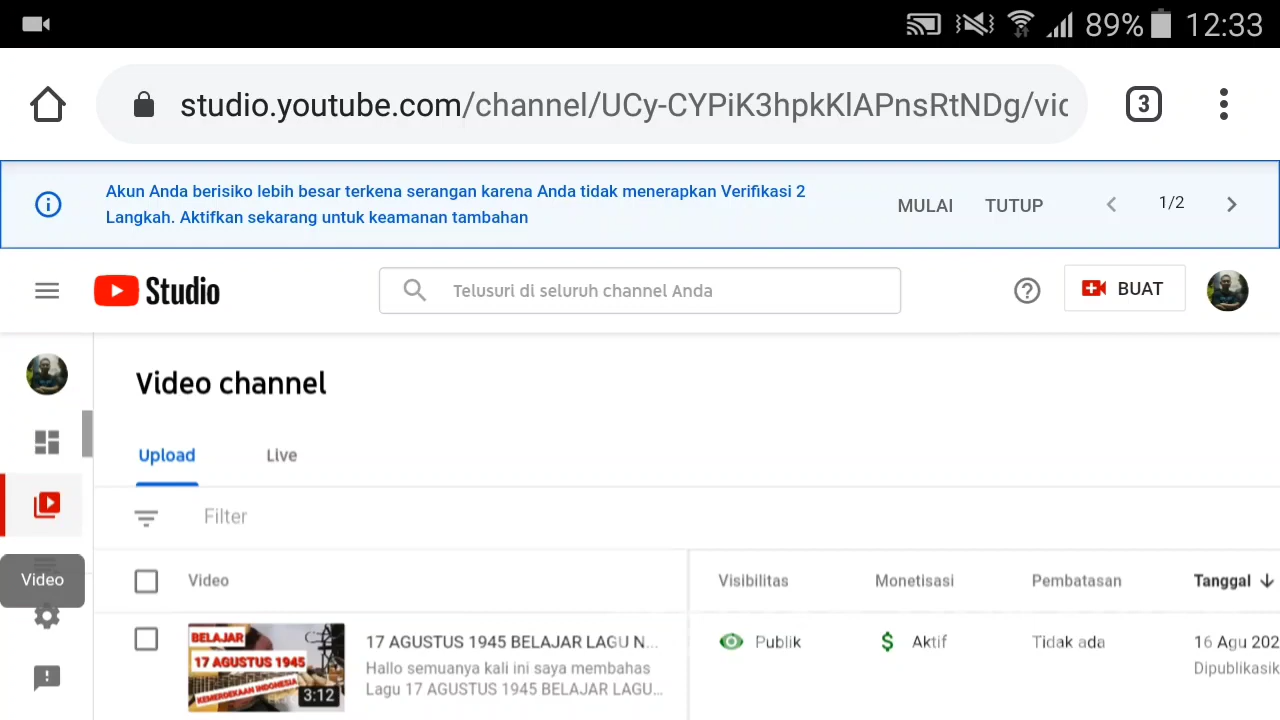 89% 12:33
studio.youtube.com/channel/UCy-CYPiK3hpkKlAPnsRtNDg/vic
3
Akun Anda berisiko lebih besar terkena serangan karena Anda tidak menerapkan Verifikasi 2
Langkah. Aktifkan sekarang untuk keamanan tambahan
MULAI TUTUP 1/2
Studio
Telusuri di seluruh channel Anda
BUAT
Video channel
Upload Live
Filter
Video
Video Visibilitas Monetisasi Pembatasan Tanggal
BELAJAR
17 AGUSTUS 1945
KEMERDEKAAN INDONESIA
3:12
17 AGUSTUS 1945 BELAJAR LAGU N...
Hallo semuanya kali ini saya membahas
Lagu 17 AGUSTUS 1945 BELAJAR LAGU...
Publik $ Aktif Tidak ada 16 Agu 202
Dipublikasik